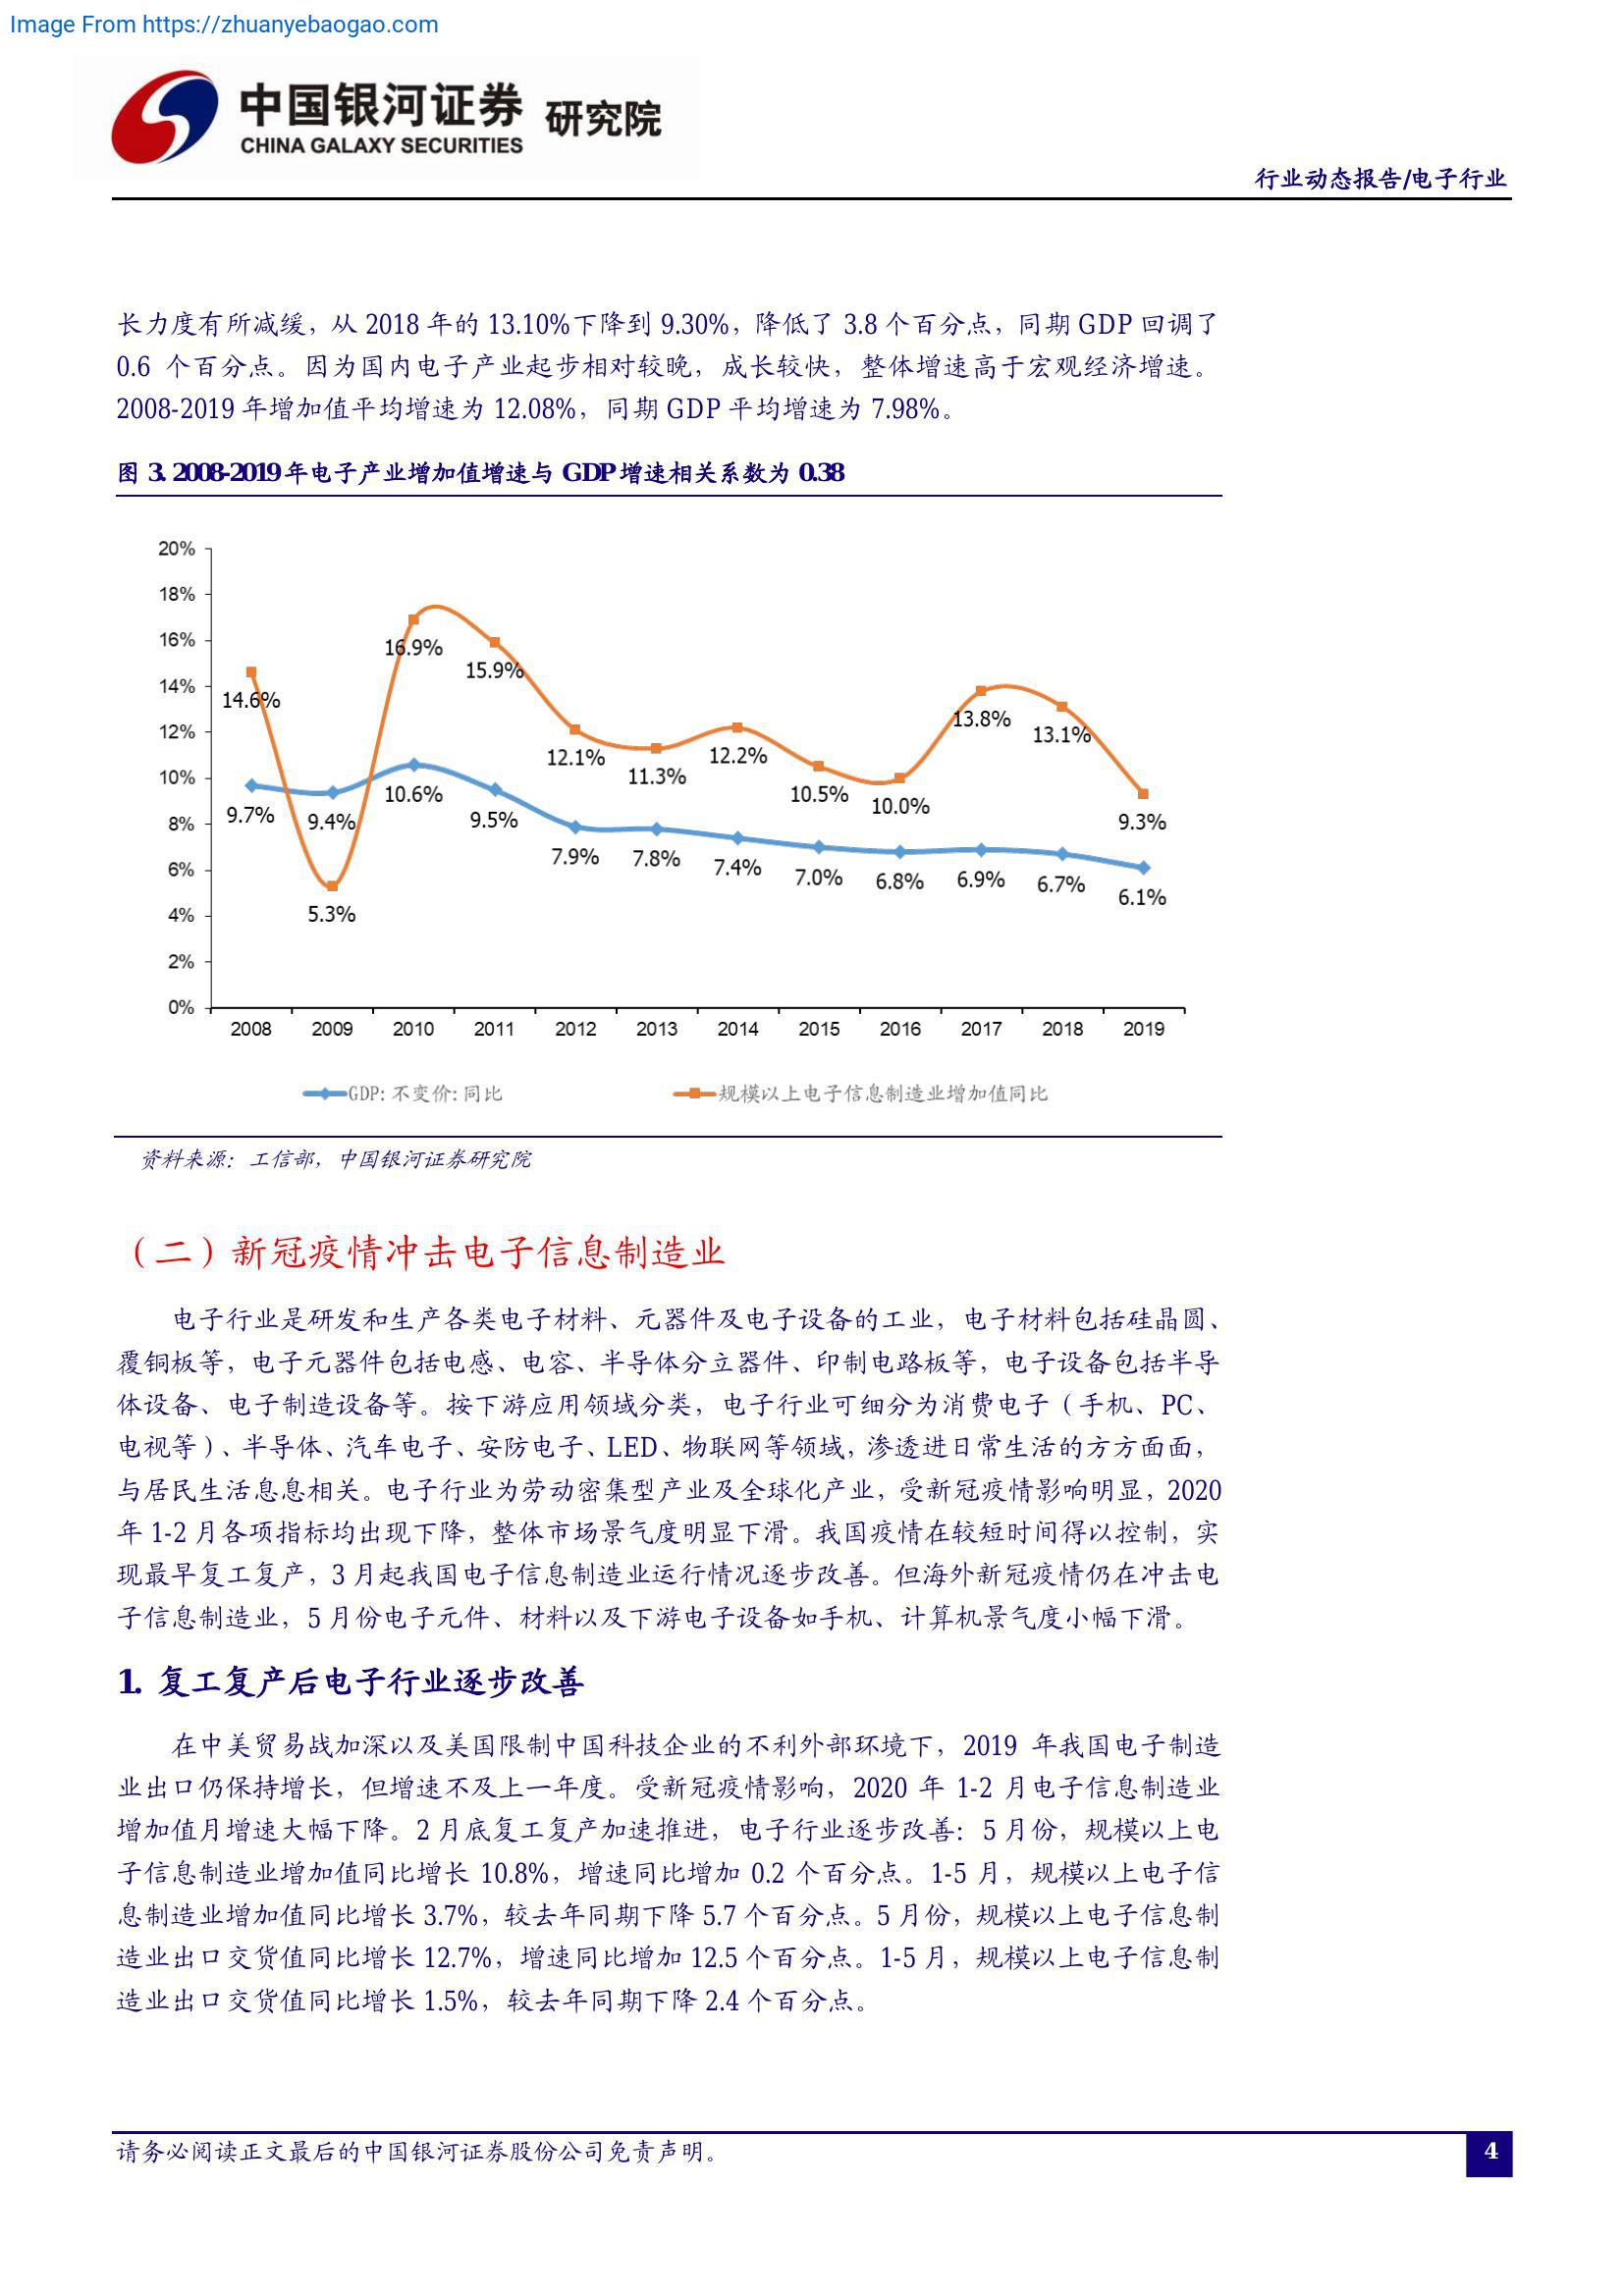 Image From https://zhuanyebaogao.com
中国银河证券 研究院
CHINA GALAXY SECURITIES
行业动态报告/电子行业
长力度有所减缓，从 2018 年的 13.10%下降到 9.30%，降低了 3.8 个百分点，同期 GDP 回调了
0.6 个百分点。因为国内电子产业起步相对较晚，成长较快，整体增速高于宏观经济增速。
2008-2019 年增加值平均增速为 12.08%，同期 GDP 平均增速为 7.98%。
图 3. 2008-2019 年电子产业增加值增速与 GDP 增速相关系数为 0.38
20%
18%
16%
14%
12%
10%
8%
6%
4%
2%
0%
14.6%
5.3%
16.9%
15.9%
12.1%
11.3%
12.2%
10.5%
10.0%
13.8%
13.1%
9.3%
9.7%
9.4%
10.6%
9.5%
7.9%
7.8%
7.4%
7.0%
6.8%
6.9%
6.7%
6.1%
2008 2009 2010 2011 2012 2013 2014 2015 2016 2017 2018 2019
GDP:不变价:同比 规模以上电子信息制造业增加值同比
资料来源：工信部，中国银河证券研究院
（二）新冠疫情冲击电子信息制造业
电子行业是研发和生产各类电子材料、元器件及电子设备的工业，电子材料包括硅晶圆、
覆铜板等，电子元器件包括电感、电容、半导体分立器件、印制电路板等，电子设备包括半导
体设备、电子制造设备等。按下游应用领域分类，电子行业可细分为消费电子（手机、PC、
电视等）、半导体、汽车电子、安防电子、LED、物联网等领域，渗透进日常生活的方方面面，
与居民生活息息相关。电子行业为劳动密集型产业及全球化产业，受新冠疫情影响明显，2020
年 1-2 月各项指标均出现下降，整体市场景气度明显下滑。我国疫情在较短时间得以控制，实
现最早复工复产，3 月起我国电子信息制造业运行情况逐步改善。但海外新冠疫情仍在冲击电
子信息制造业，5 月份电子元件、材料以及下游电子设备如手机、计算机景气度小幅下滑。
1. 复工复产后电子行业逐步改善
在中美贸易战加深以及美国限制中国科技企业的不利外部环境下，2019 年我国电子制造
业出口仍保持增长，但增速不及上一年度。受新冠疫情影响，2020 年 1-2 月电子信息制造业
增加值月增速大幅下降。2 月底复工复产加速推进，电子行业逐步改善：5 月份，规模以上电
子信息制造业增加值同比增长 10.8%，增速同比增加 0.2 个百分点。1-5 月，规模以上电子信
息制造业增加值同比增长 3.7%，较去年同期下降 5.7 个百分点。5 月份，规模以上电子信息制
造业出口交货值同比增长 12.7%，增速同比增加 12.5 个百分点。1-5 月，规模以上电子信息制
造业出口交货值同比增长 1.5%，较去年同期下降 2.4 个百分点。
请务必阅读正文最后的中国银河证券股份公司免责声明。
4